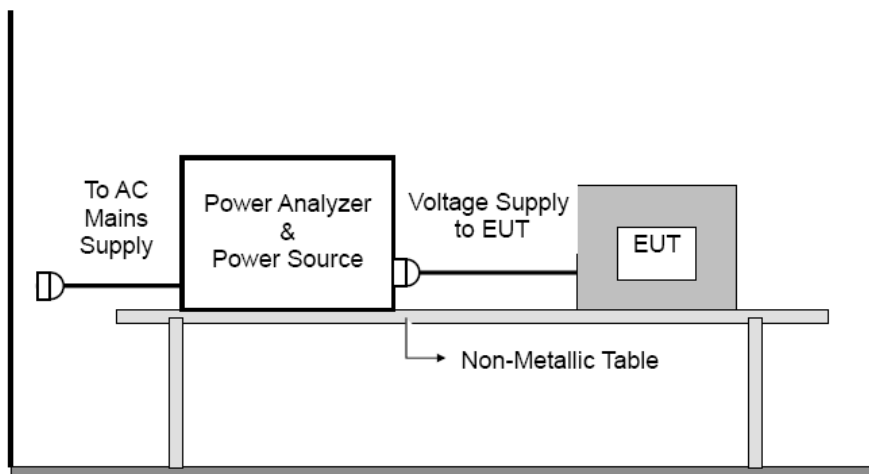 To AC
Mains
Supply
Power Analyzer
&
Power Source
Voltage Supply
to EUT
EUT
Non-Metallic Table